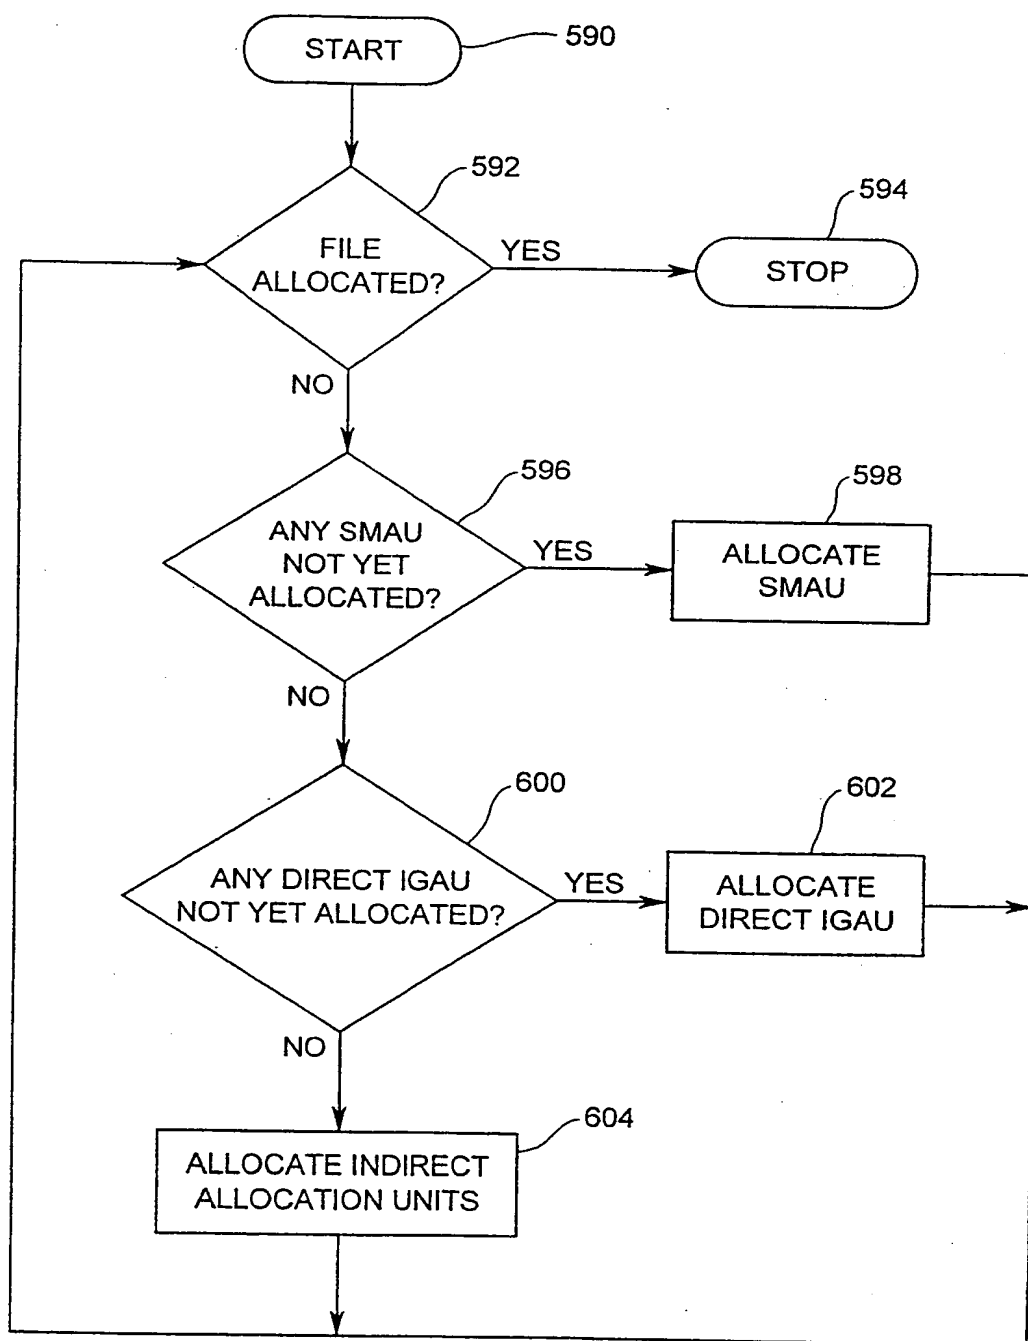 START
590
592
FILE
ALLOCATED?
YES
594
STOP
NO
596
ANY SMAU
NOT YET
ALLOCATED?
YES
598
ALLOCATE
SMAU
NO
600
ANY DIRECT IGAU
NOT YET ALLOCATED?
YES
602
ALLOCATE
DIRECT IGAU
NO
604
ALLOCATE INDIRECT
ALLOCATION UNITS